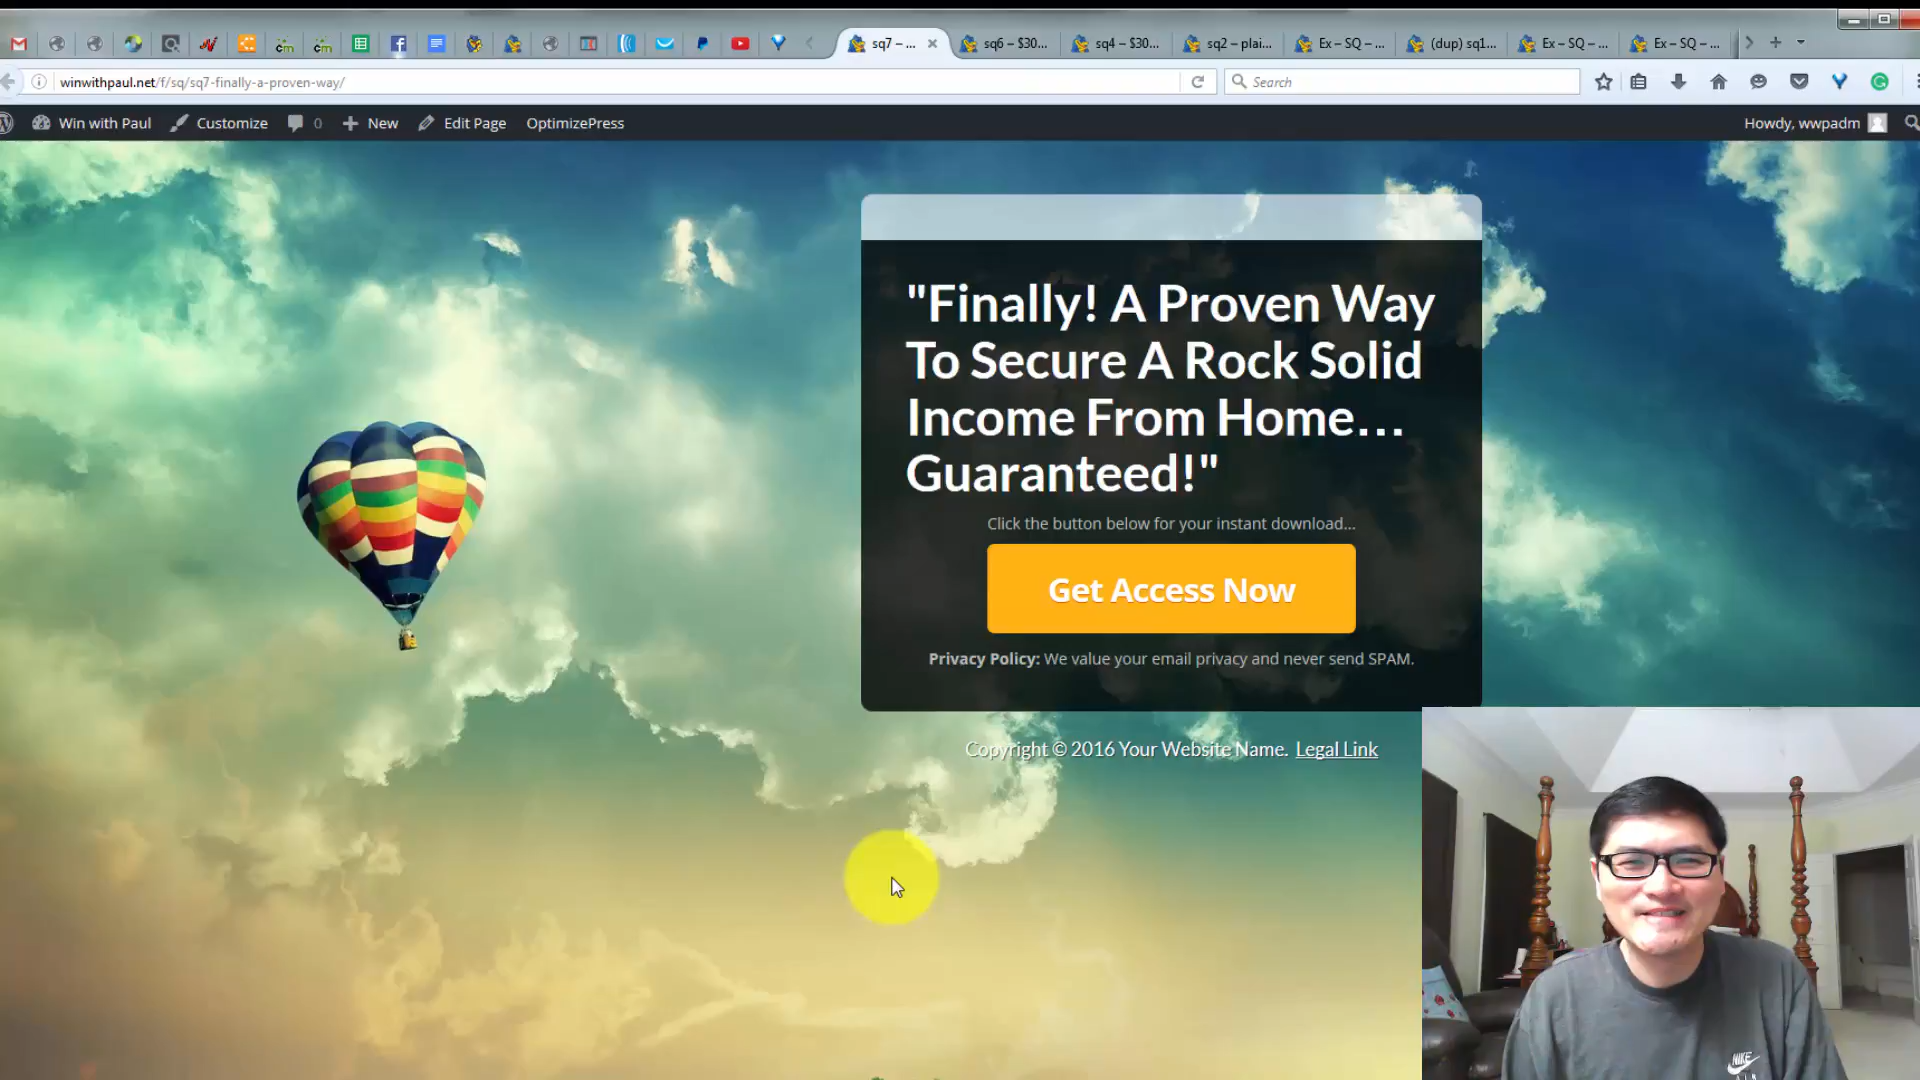 sq7 – ...
sq6 – $30...
sq4 – $30...
sq2 – plai...
Ex – SQ – ...
(dup) sq1...
Ex – SQ – ...
Ex – SQ – ...
winwithpaul.net/f/sq/sq7-finally-a-proven-way/
Search
Win with Paul
Customize
0
New
Edit Page
OptimizePress
Howdy, wwpadm
"Finally! A Proven Way
To Secure A Rock Solid
Income From Home...
Guaranteed!"
Click the button below for your instant download...
Get Access Now
Privacy Policy: We value your email privacy and never send SPAM.
Copyright © 2016 Your Website Name. Legal Link
NIKE